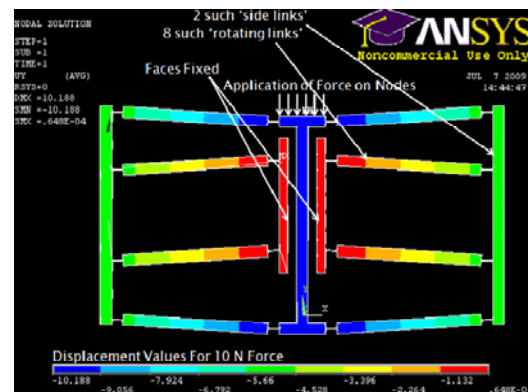 NODAL SOLUTION
STEP=1
SUB =1
TIME=1
UY (AVG)
RSYS=0
DMX =10.188
SMN =-10.188
SMX =.648E-04
2 such 'side links'
8 such 'rotating links'
Faces Fixed
Application of Force on Nodes
ANSYS
Noncommercial Use Only
JUL 7 2009
14:44:47
MX
Z
X
Displacement Values For 10 N Force
-10.188 -7.924 -5.66 -3.396 -1.132
-9.056 -6.792 -4.528 -2.264 .648E-04